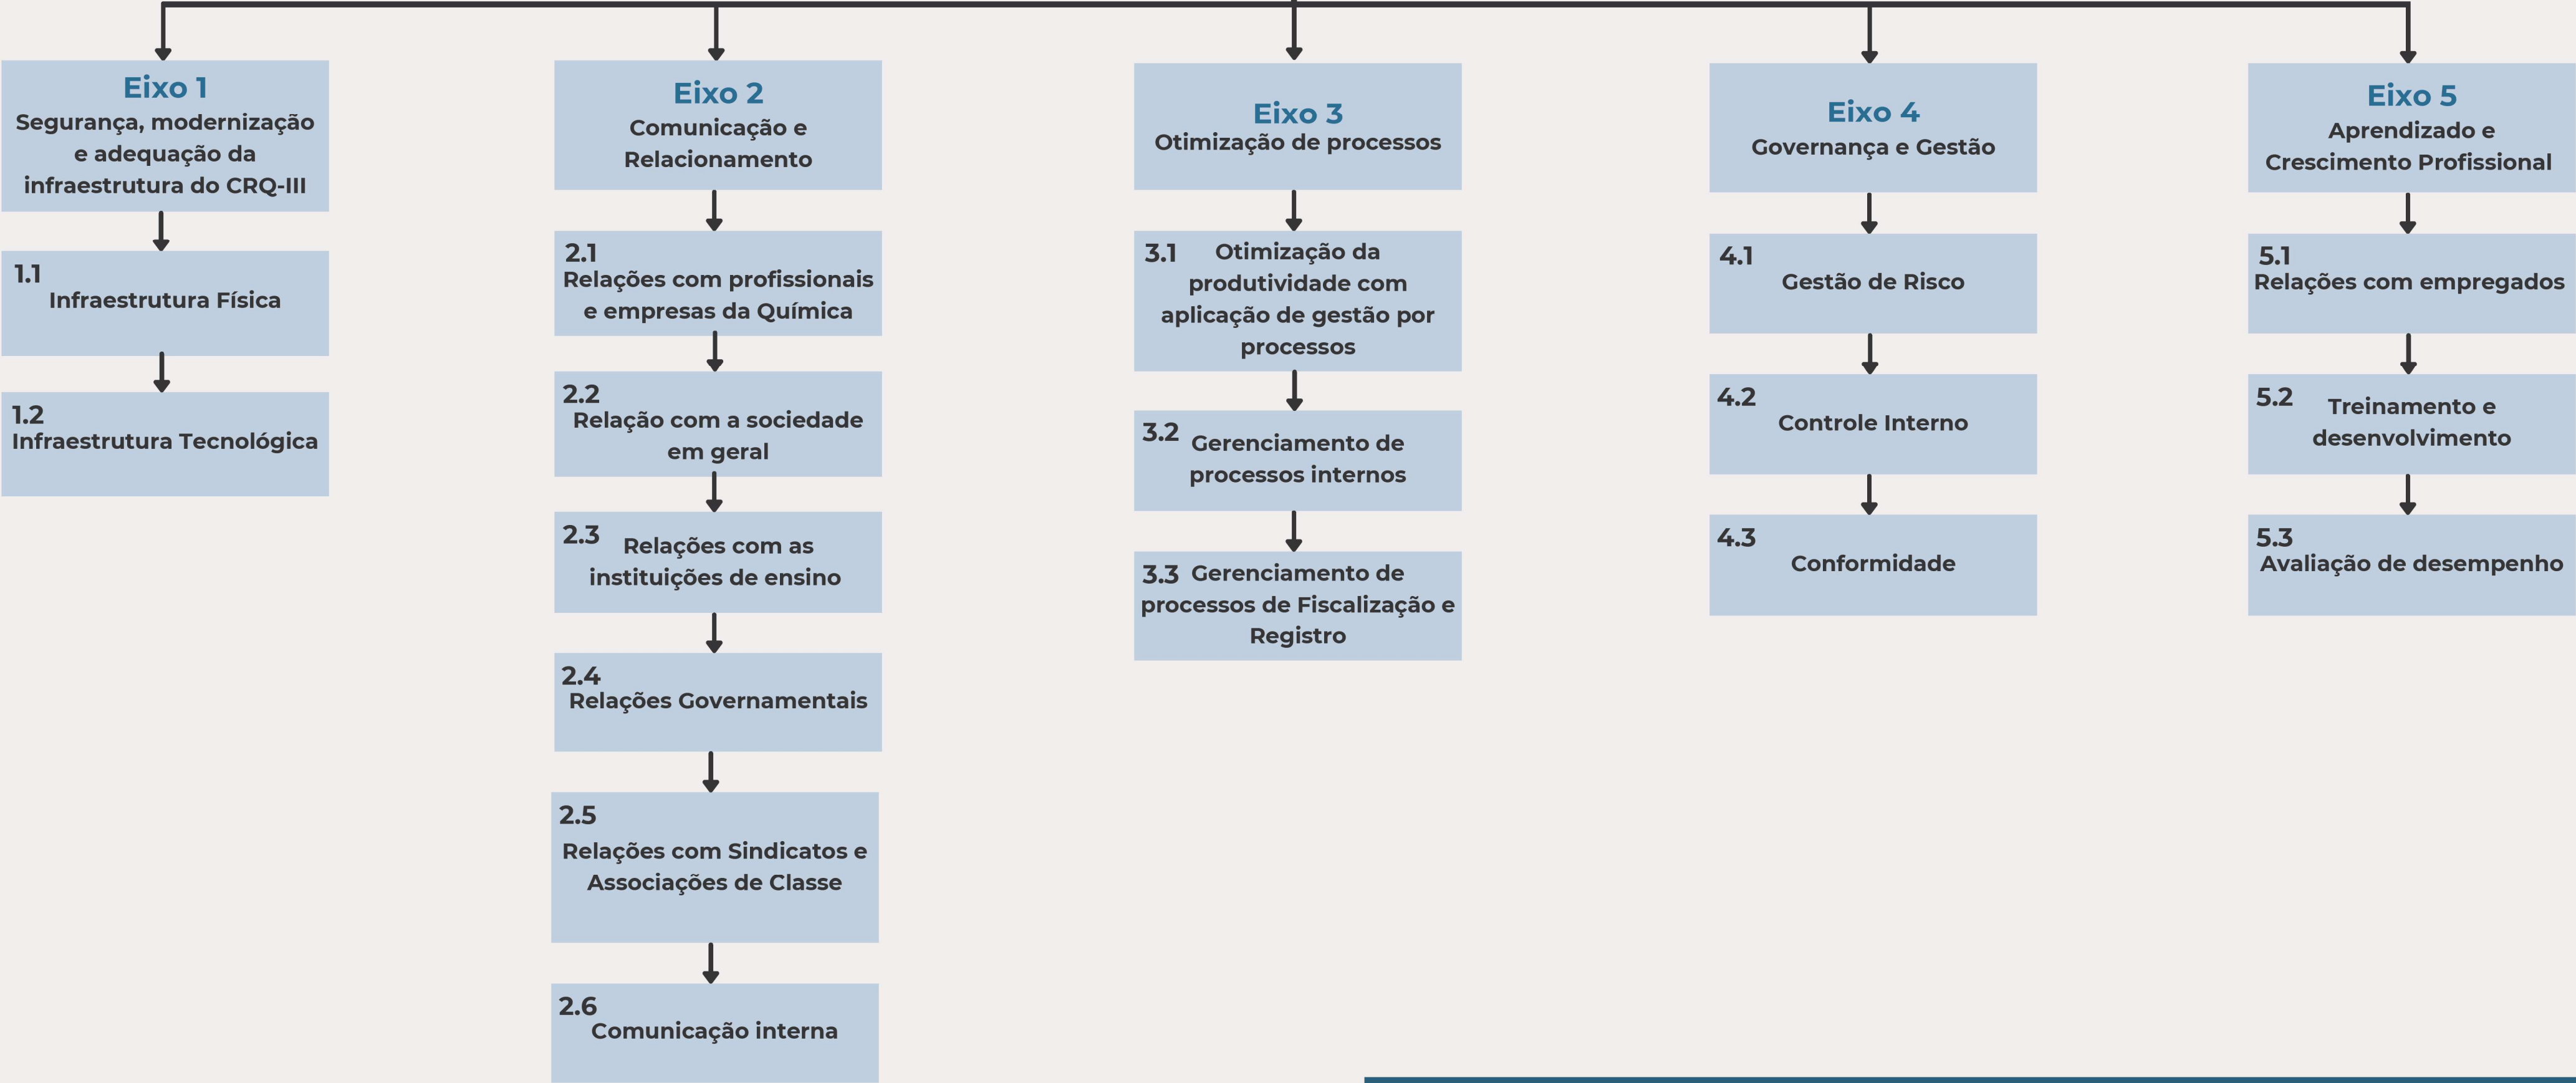 Eixo 1
Segurança, modernização
e adequação da
infraestrutura do CRQ-III
1.1
Infraestrutura Física
1.2
Infraestrutura Tecnológica
Eixo 2
Comunicação e
Relacionamento
2.1
Relações com profissionais
e empresas da Química
2.2
Relação com a sociedade
em geral
2.3
Relações com as
instituições de ensino
2.4
Relações Governamentais
2.5
Relações com Sindicatos e
Associações de Classe
2.6
Comunicação interna
Eixo 3
Otimização de processos
3.1 Otimização da
produtividade com
aplicação de gestão por
processos
3.2
Gerenciamento de
processos internos
3.3 Gerenciamento de
processos de Fiscalização e
Registro
Eixo 4
Governança e Gestão
4.1
Gestão de Risco
4.2
Controle Interno
4.3
Conformidade
Eixo 5
Aprendizado e
Crescimento Profissional
5.1
Relações com empregados
5.2
Treinamento e
desenvolvimento
5.3
Avaliação de desempenho